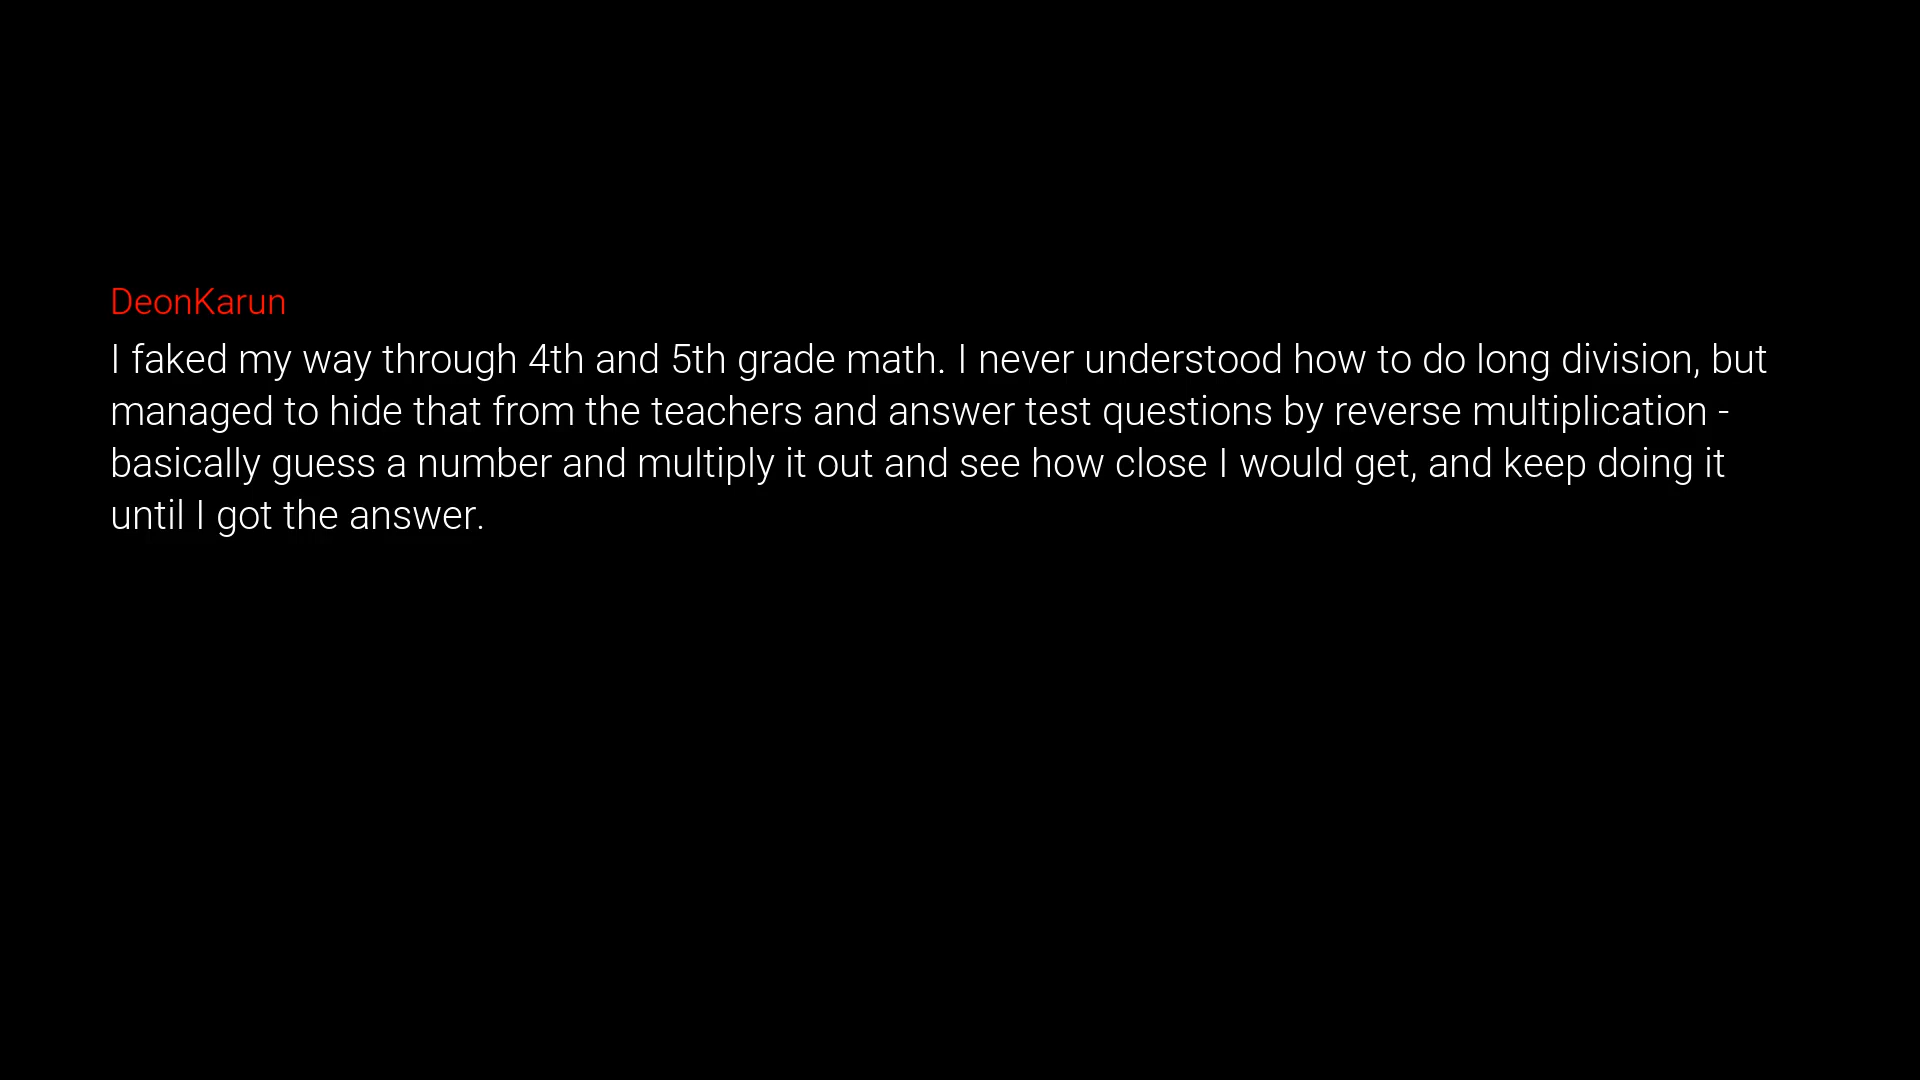 DeonKarun
I faked my way through 4th and 5th grade math. I never understood how to do long division, but
managed to hide that from the teachers and answer test questions by reverse multiplication -
basically guess a number and multiply it out and see how close I would get, and keep doing it
until I got the answer.